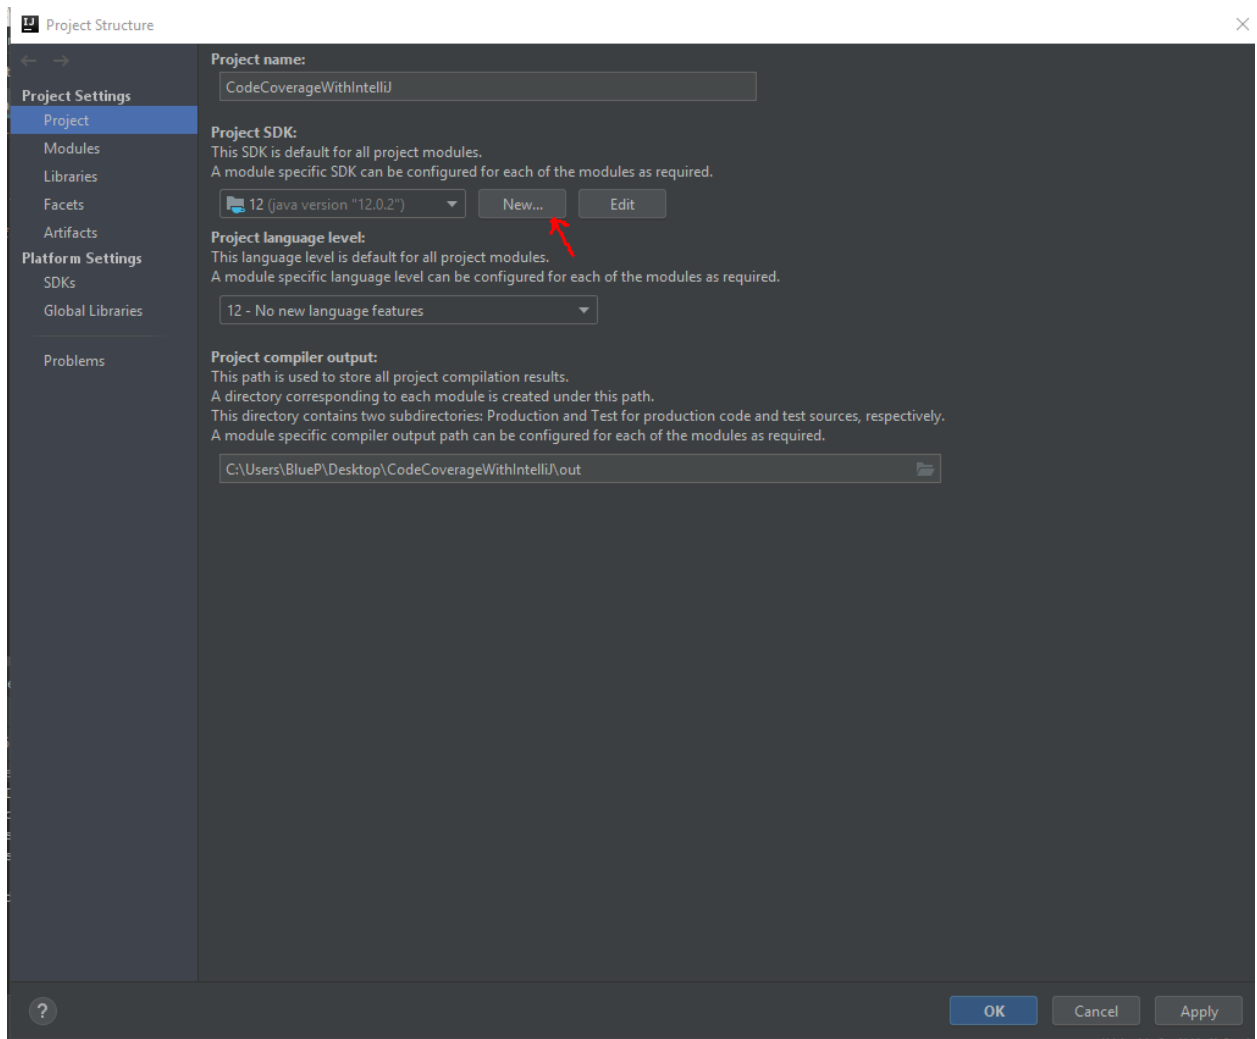 Project Structure
Project Settings
Project
Modules
Libraries
Facets
Artifacts
Platform Settings
SDKs
Global Libraries
Problems
Project name:
CodeCoverageWithIntelliJ
Project SDK:
This SDK is default for all project modules.
A module specific SDK can be configured for each of the modules as required.
12 (java version "12.0.2") New... Edit
Project language level:
This language level is default for all project modules.
A module specific language level can be configured for each of the modules as required.
12 - No new language features
Project compiler output:
This path is used to store all project compilation results.
A directory corresponding to each module is created under this path.
This directory contains two subdirectories: Production and Test for production code and test sources, respectively.
A module specific compiler output path can be configured for each of the modules as required.
C:\Users\BlueP\Desktop\CodeCoverageWithIntelliJ\out
? OK Cancel Apply